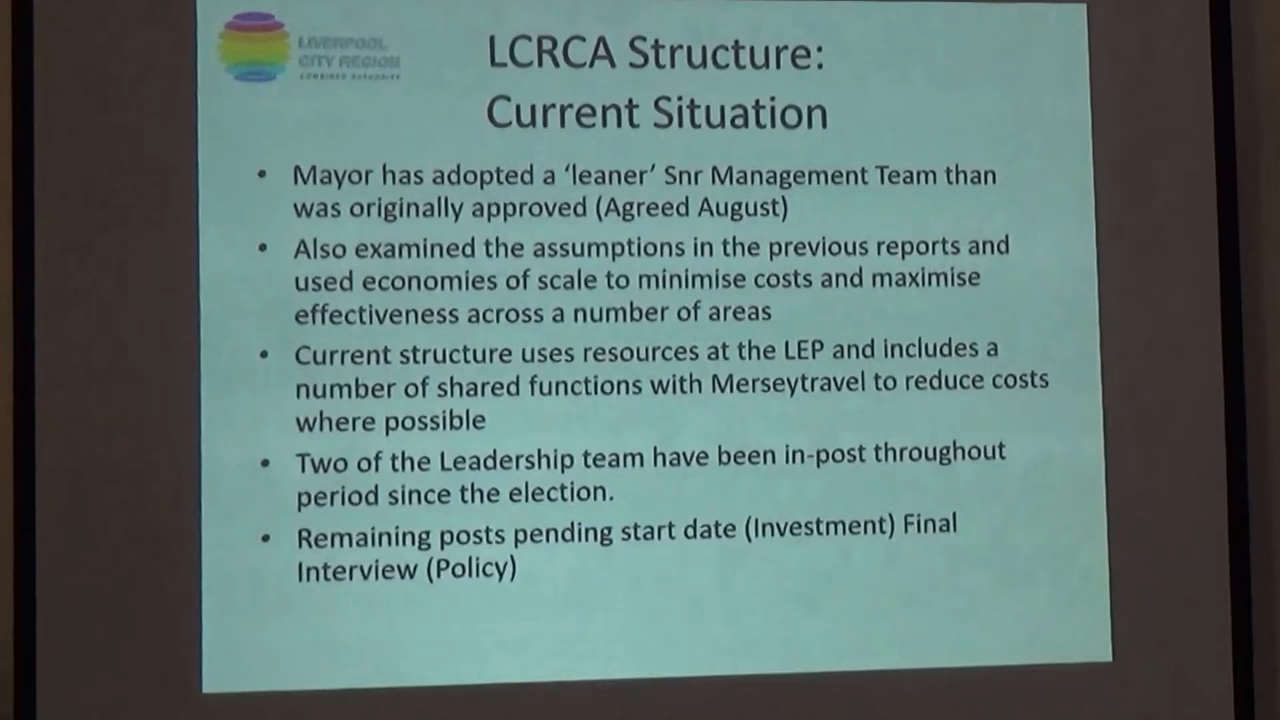 LIVERPOOL
CITY REGION
COMBINED AUTHORITY
LCRCA Structure:
Current Situation
• Mayor has adopted a ‘leaner’ Snr Management Team than
was originally approved (Agreed August)
• Also examined the assumptions in the previous reports and
used economies of scale to minimise costs and maximise
effectiveness across a number of areas
• Current structure uses resources at the LEP and includes a
number of shared functions with Merseytravel to reduce costs
where possible
• Two of the Leadership team have been in-post throughout
period since the election.
• Remaining posts pending start date (Investment) Final
Interview (Policy)